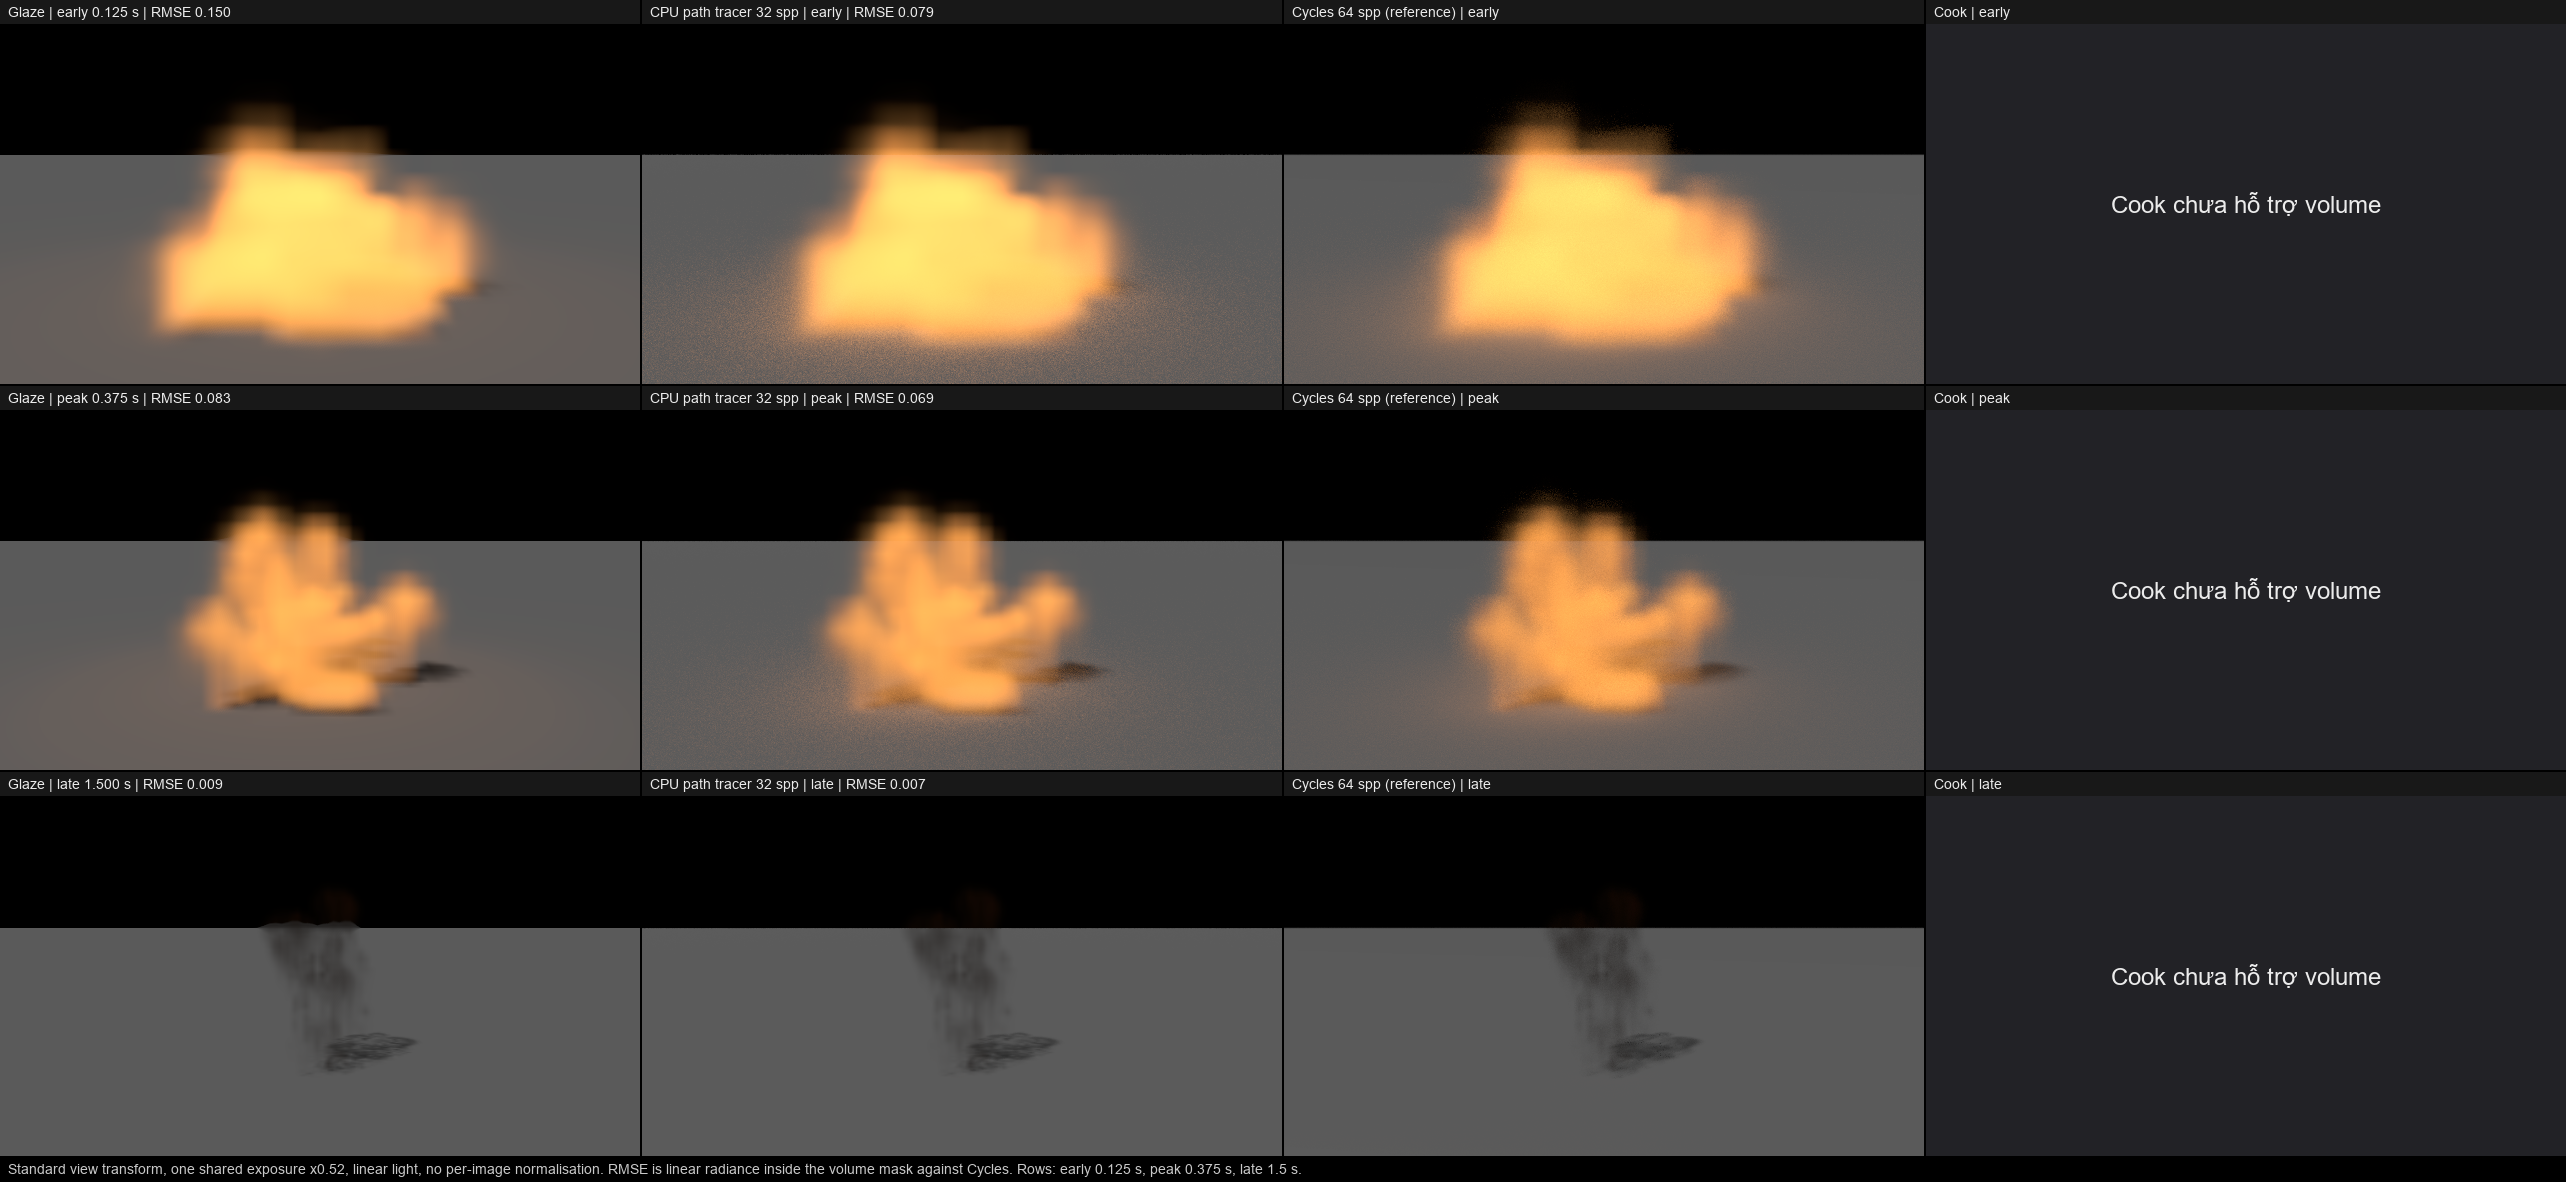 Glaze | early 0.125 s | RMSE 0.150
CPU path tracer 32 spp | early | RMSE 0.079
Cycles 64 spp (reference) | early
Cook | early
Cook chưa hỗ trợ volume
Glaze | peak 0.375 s | RMSE 0.083
CPU path tracer 32 spp | peak | RMSE 0.069
Cycles 64 spp (reference) | peak
Cook | peak
Cook chưa hỗ trợ volume
Glaze | late 1.500 s | RMSE 0.009
CPU path tracer 32 spp | late | RMSE 0.007
Cycles 64 spp (reference) | late
Cook | late
Cook chưa hỗ trợ volume
Standard view transform, one shared exposure x0.52, linear light, no per-image normalisation. RMSE is linear radiance inside the volume mask against Cycles. Rows: early 0.125 s, peak 0.375 s, late 1.5 s.